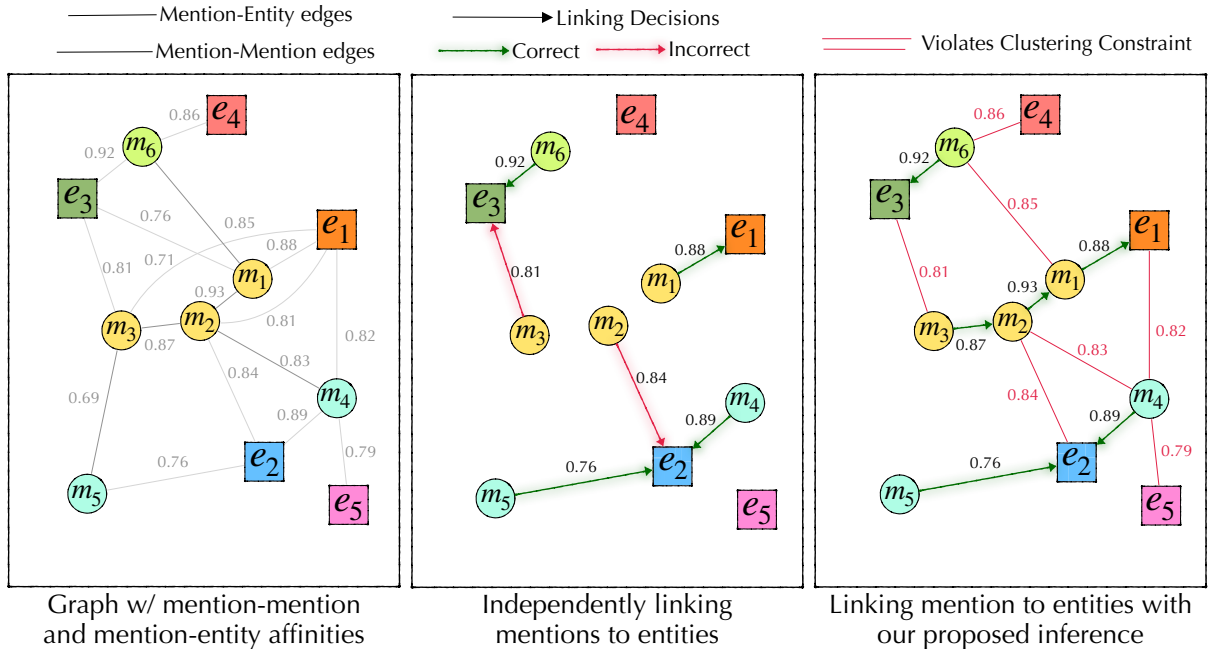 Mention-Entity edges
Mention-Mention edges
Linking Decisions
Correct
Incorrect
Violates Clustering Constraint
e4
0.86
m6
0.92
e3
0.76
0.85
e1
0.71
0.88
0.81
m1
0.93
m2
m3
0.81
0.87
0.82
0.83
0.84
m4
0.69
0.89
0.79
0.76
e2
m5
e5
Graph w/ mention-mention
and mention-entity affinities
e4
m6
0.92
e3
e1
0.88
m1
0.81
m3
m2
0.84
m4
0.89
0.76
e2
m5
e5
Independently linking
mentions to entities
0.86
e4
m6
0.92
e3
0.85
e1
0.88
0.81
m1
0.93
m2
m3
0.87
0.82
0.83
0.84
m4
0.89
0.79
0.76
e2
m5
e5
Linking mention to entities with
our proposed inference